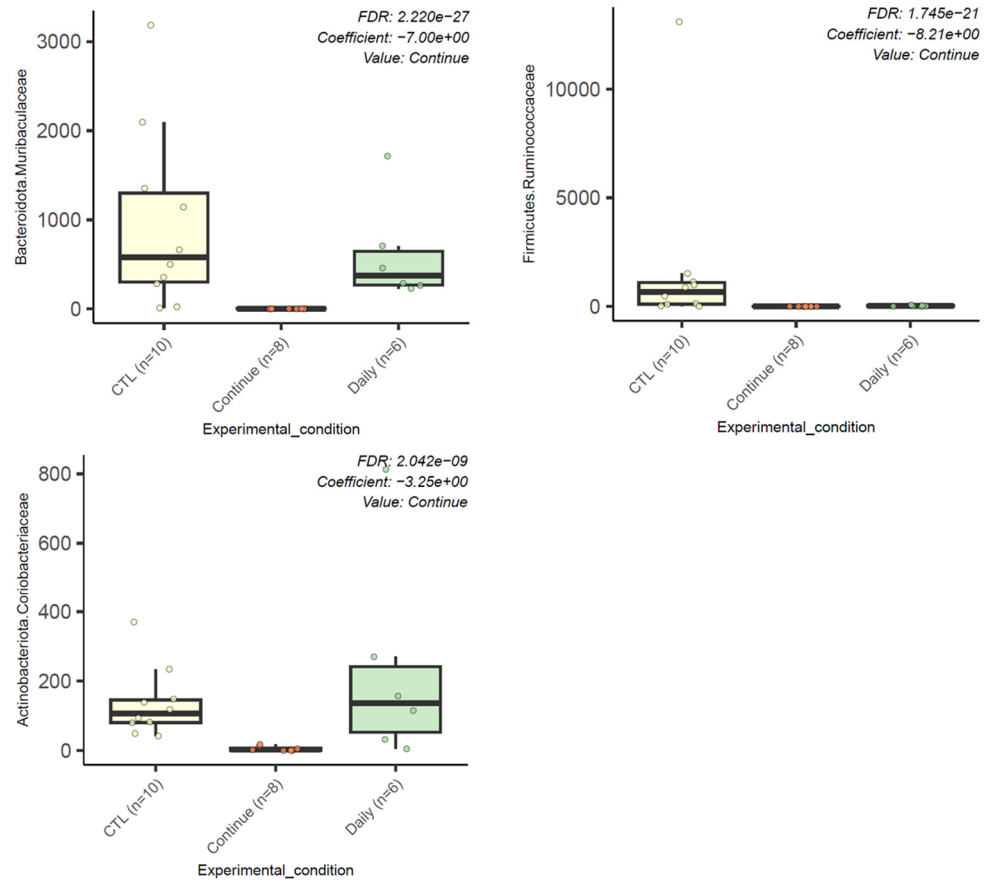 FDR: 2.220e−27
Coefficient: −7.00e+00
Value: Continue
Bacteroidota.Muribaculaceae
3000
2000
1000
0
CTL (n=10)
Continue (n=8)
Daily (n=6)
Experimental_condition
FDR: 1.745e−21
Coefficient: −8.21e+00
Value: Continue
Firmicutes.Ruminococcaceae
10000
5000
0
CTL (n=10)
Continue (n=8)
Daily (n=6)
Experimental_condition
FDR: 2.042e−09
Coefficient: −3.25e+00
Value: Continue
Actinobacteriota.Coriobacteriaceae
800
600
400
200
0
CTL (n=10)
Continue (n=8)
Daily (n=6)
Experimental_condition